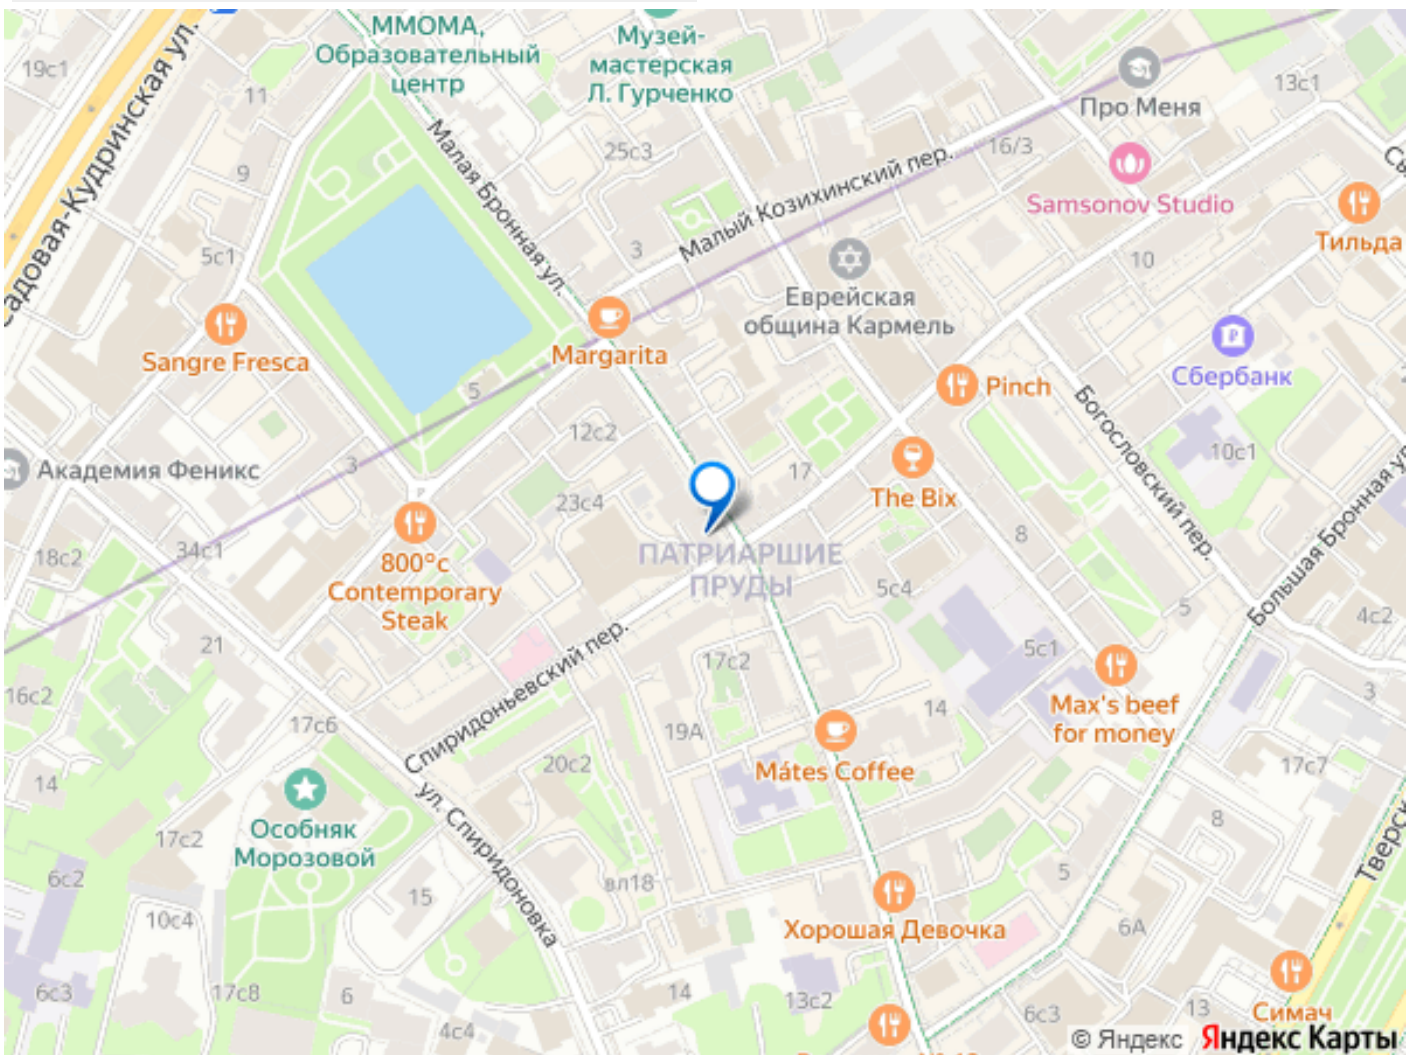 ММОМА,
Образовательный
центр
Музей-
мастерская
Л. Гурченко
19с1
11
Про Меня
13с1
Садовая-Кудринская ул.
Малая Бронная ул.
25с3
16/3
9
Малый Козихинский пер.
Samsonov Studio
Тильда
5с1
3
10
Еврейская
община Кармель
Sangre Fresca
Margarita
Сбербанк
5
Pinch
Богословский пер.
12с2
10с1
Академия Феникс
3
17
23с4
The Bix
Большая Бронная ул.
18с2
34с1
8
ПАТРИАРШИЕ
ПРУДЫ
800°c
Contemporary
Steak
5с4
5
4с2
21
Спиридоньевский пер.
17с2
5с1
3
16с2
Max's beef
for money
17с6
19А
14
14
20с2
Mátes Coffee
17с7
ул. Спиридоновка
Особняк
Морозовой
17с2
8
Тверск
6с2
вл18
5
15
10с4
Хорошая Девочка
6А
6с3
17с8
6
14
13с2
4с4
6с3
13
Симач
© Яндекс
Яндекс Карты